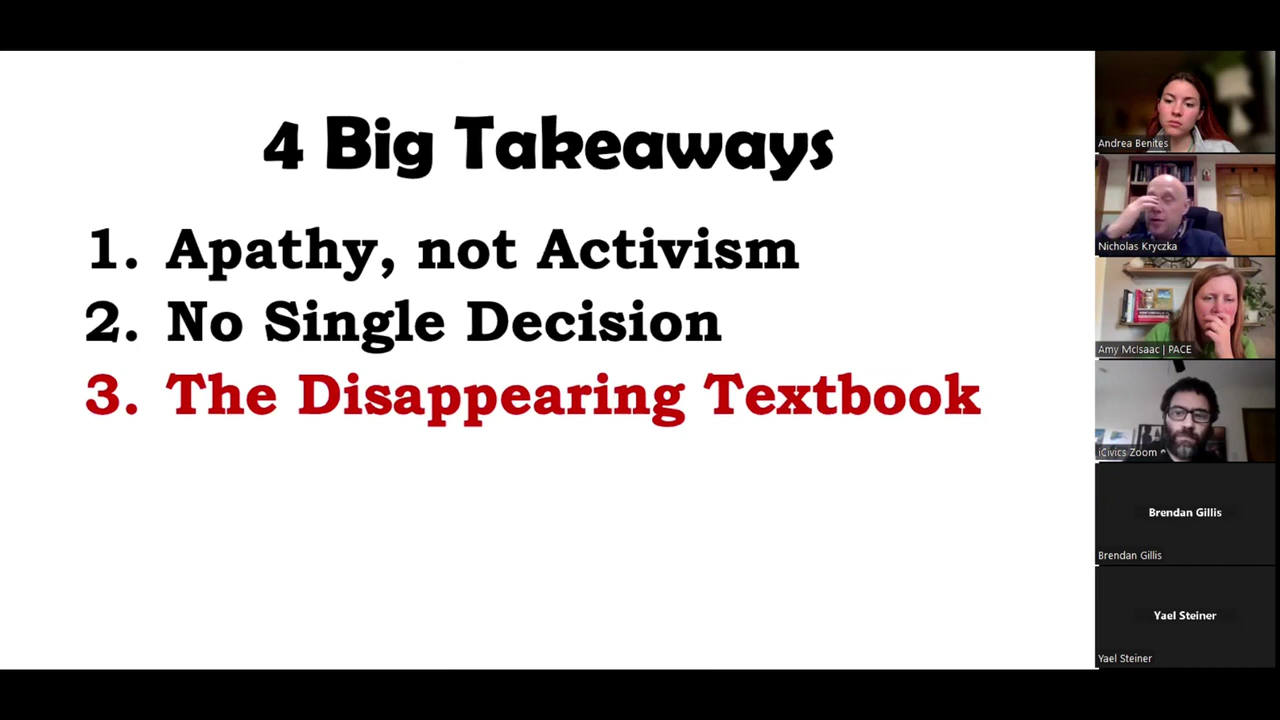 4 Big Takeaways
1. Apathy, not Activism
2. No Single Decision
3. The Disappearing Textbook
Andrea Benites
Nicholas Kryczka
Amy McIsaac | PACE
iCivics Zoom ^
Brendan Gillis
Brendan Gillis
Yael Steiner
Yael Steiner